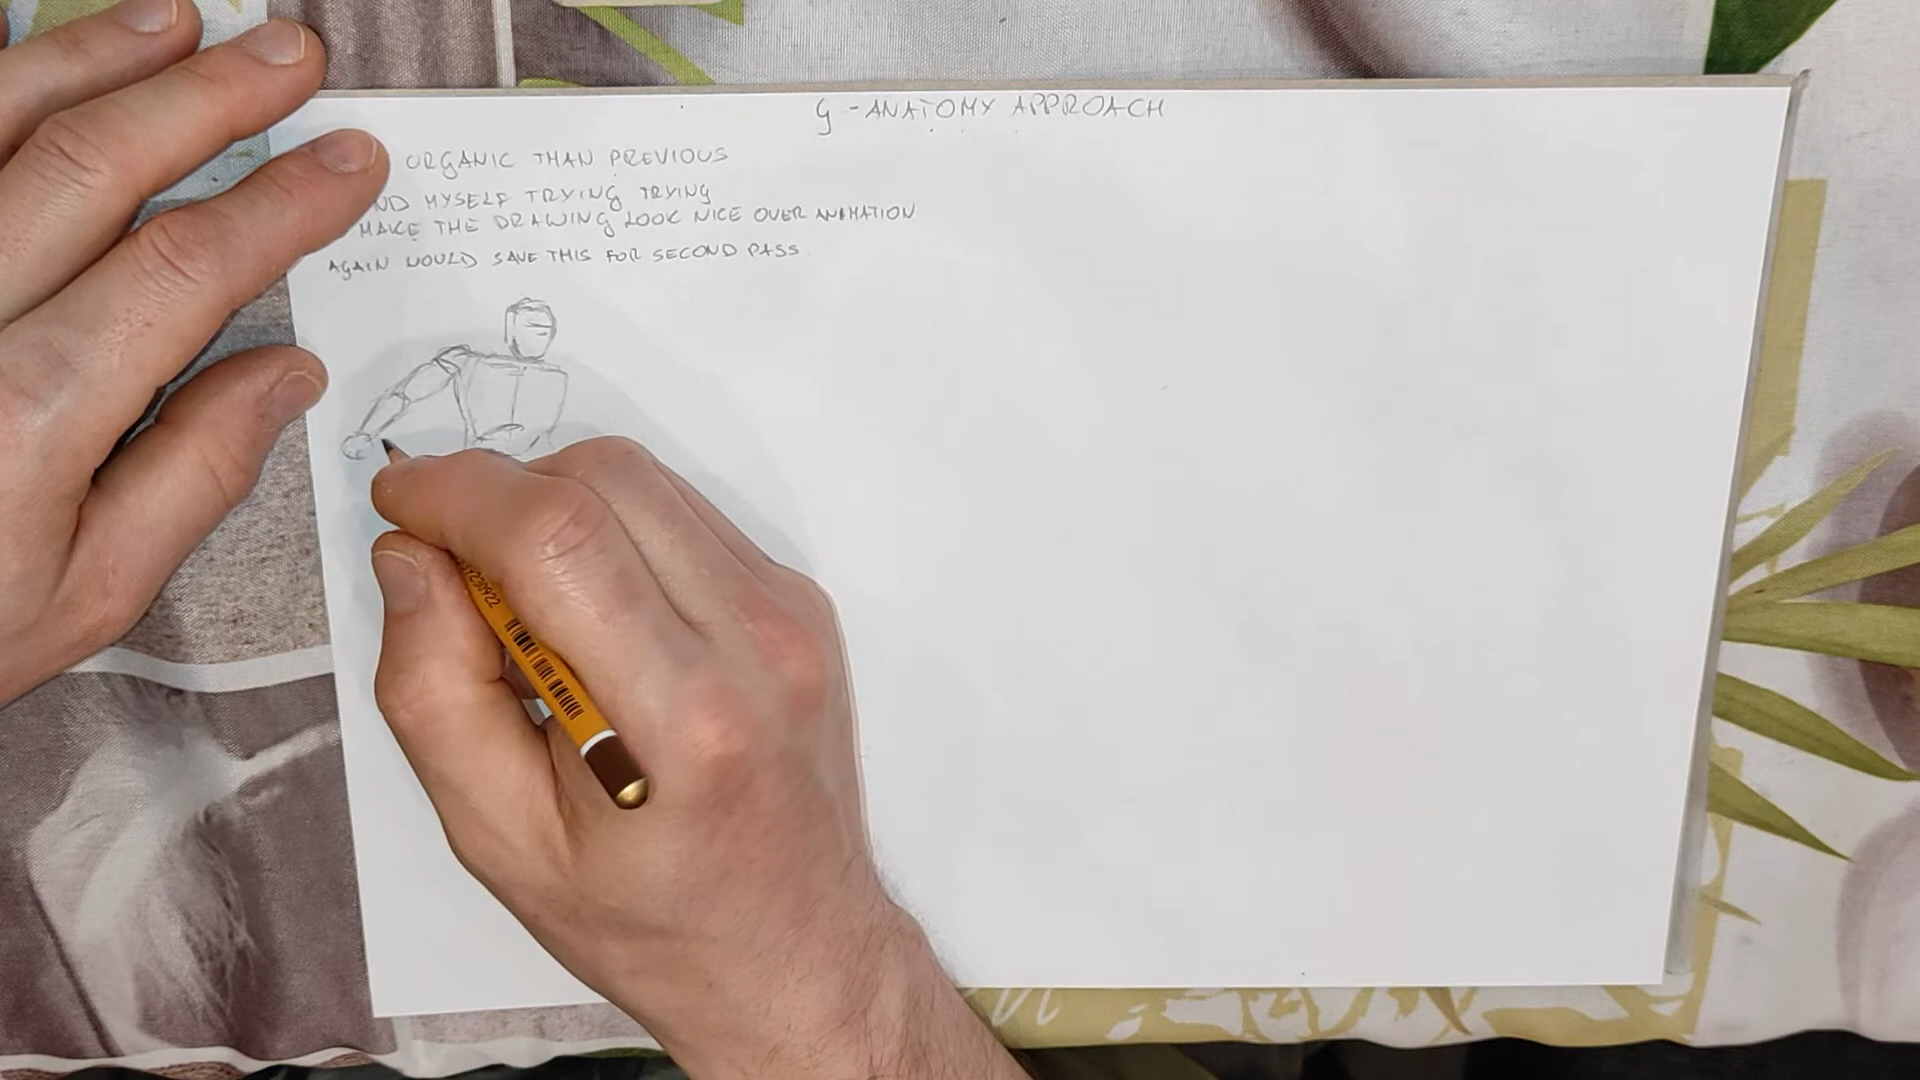 G - ANATOMY APPROACH
ORGANIC THAN PREVIOUS
ND MYSELF TRYING TRYING
MAKE THE DRAWING LOOK NICE OVER ANIMATION
AGAIN WOULD SAVE THIS FOR SECOND PASS